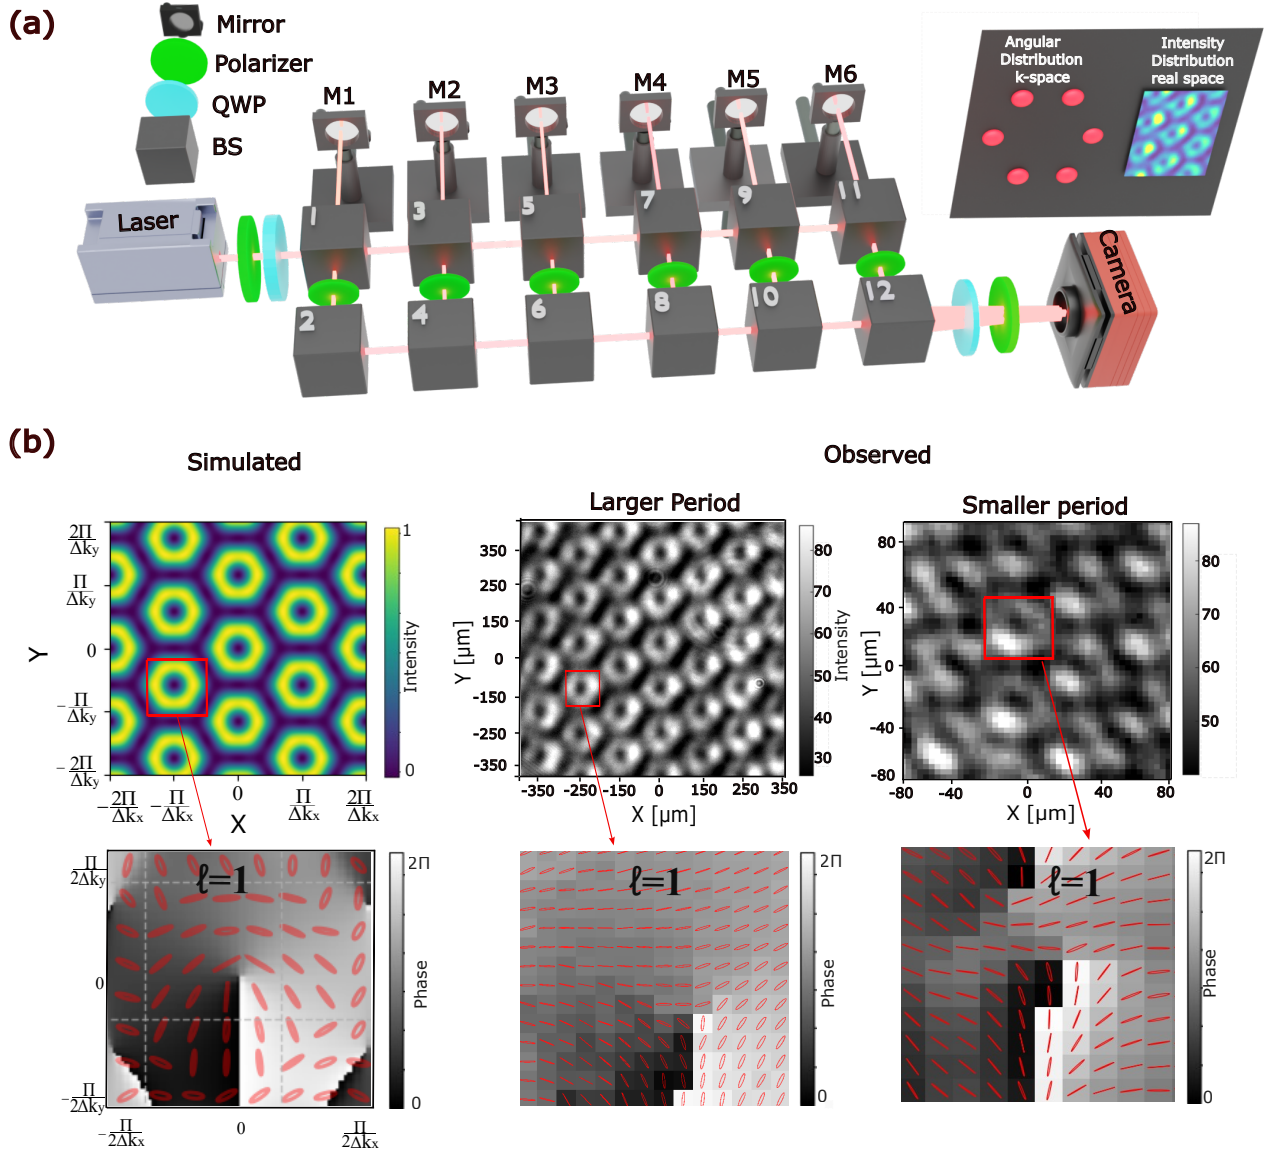 (a)
Mirror
Polarizer
QWP
BS
M1
M2
M3
M4
M5
M6
Angular
Distribution
k-space
Intensity
Distribution
real space
Laser
1
3
5
7
9
11
2
4
6
8
10
12
Camera
(b)
Simulated
Observed
Larger Period
Smaller period
2Π
Δky
Π
Δky
0
-Π
Δky
-2Π
Δky
Y
-2Π
Δkx
-Π
Δkx
0
Π
Δkx
2Π
Δkx
X
1
0
Intensity
350
250
150
0
-150
-250
-350
Y [µm]
-350
-250
-150
0
150
250
350
X [µm]
80
70
60
50
40
30
Intensity
80
40
0
-40
-80
Y [µm]
-80
-40
0
40
80
X [µm]
80
70
60
50
ℓ=1
Π
2Δky
0
-Π
2Δky
-Π
2Δkx
0
Π
2Δkx
2Π
0
Phase
ℓ=1
2Π
0
Phase
ℓ=1
2Π
0
Phase